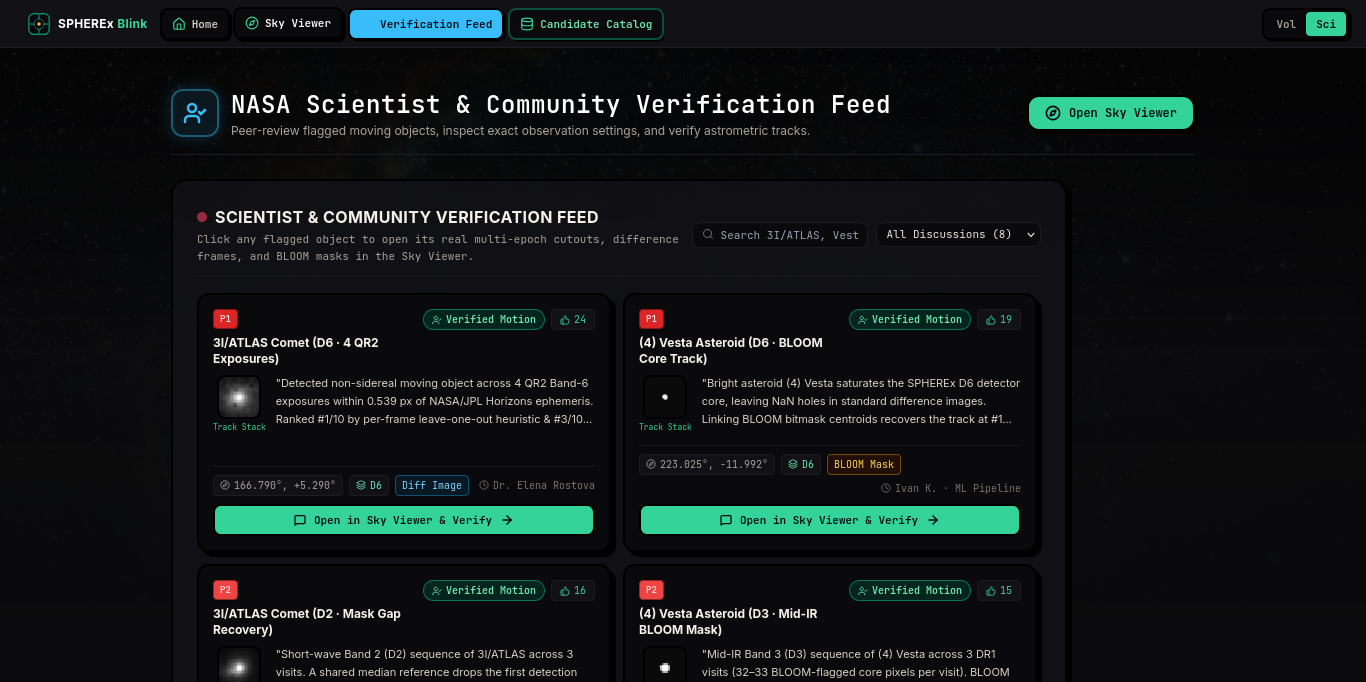 SPHEREx Blink
Home
Sky Viewer
Verification Feed
Candidate Catalog
Vol
Sci
NASA Scientist & Community Verification Feed
Peer-review flagged moving objects, inspect exact observation settings, and verify astrometric tracks.
Open Sky Viewer
SCIENTIST & COMMUNITY VERIFICATION FEED
Click any flagged object to open its real multi-epoch cutouts, difference
frames, and BLOOM masks in the Sky Viewer.
Search 3I/ATLAS, Vest
All Discussions (8)
P1
Verified Motion
24
3I/ATLAS Comet (D6 · 4 QR2
Exposures)
"Detected non-sidereal moving object across 4 QR2 Band-6
exposures within 0.539 px of NASA/JPL Horizons ephemeris.
Ranked #1/10 by per-frame leave-one-out heuristic & #3/10...
Track Stack
166.790°, +5.290°
D6
Diff Image
Dr. Elena Rostova
Open in Sky Viewer & Verify
P1
Verified Motion
19
(4) Vesta Asteroid (D6 · BLOOM
Core Track)
"Bright asteroid (4) Vesta saturates the SPHEREx D6 detector
core, leaving NaN holes in standard difference images.
Linking BLOOM bitmask centroids recovers the track at #1...
Track Stack
223.025°, -11.992°
D6
BLOOM Mask
Ivan K. · ML Pipeline
Open in Sky Viewer & Verify
P2
Verified Motion
16
3I/ATLAS Comet (D2 · Mask Gap
Recovery)
"Short-wave Band 2 (D2) sequence of 3I/ATLAS across 3
visits. A shared median reference drops the first detection
P2
Verified Motion
15
(4) Vesta Asteroid (D3 · Mid-IR
BLOOM Mask)
"Mid-IR Band 3 (D3) sequence of (4) Vesta across 3 DR1
visits (32–33 BLOOM-flagged core pixels per visit). BLOOM